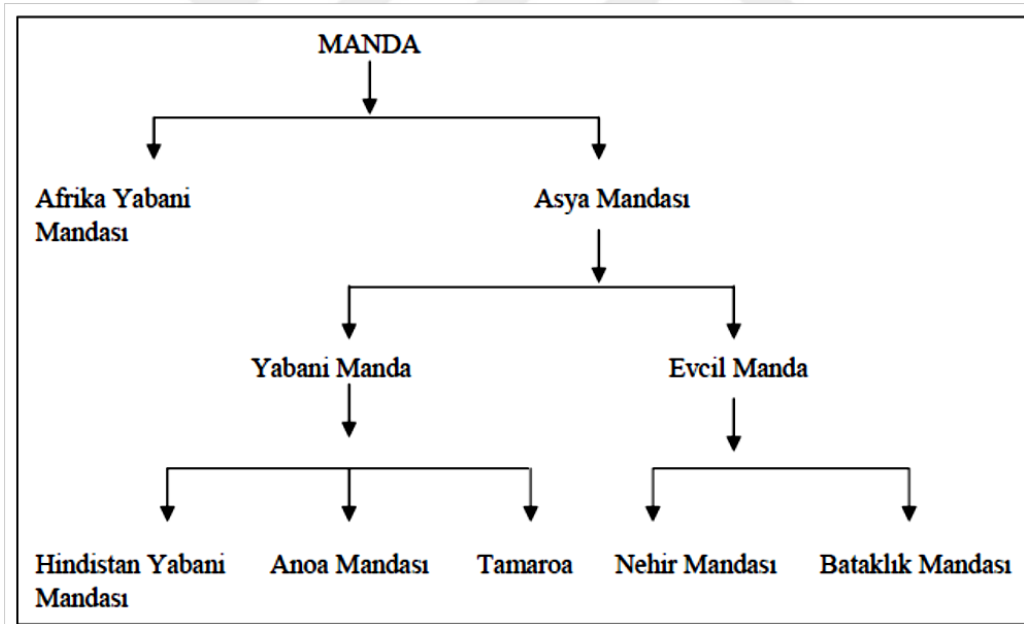 MANDA
Afrika Yabani
Mandası
Asya Mandası
Yabani Manda
Evcil Manda
Hindistan Yabani
Mandası
Anoa Mandası
Tamaroa
Nehir Mandası
Bataklık Mandası